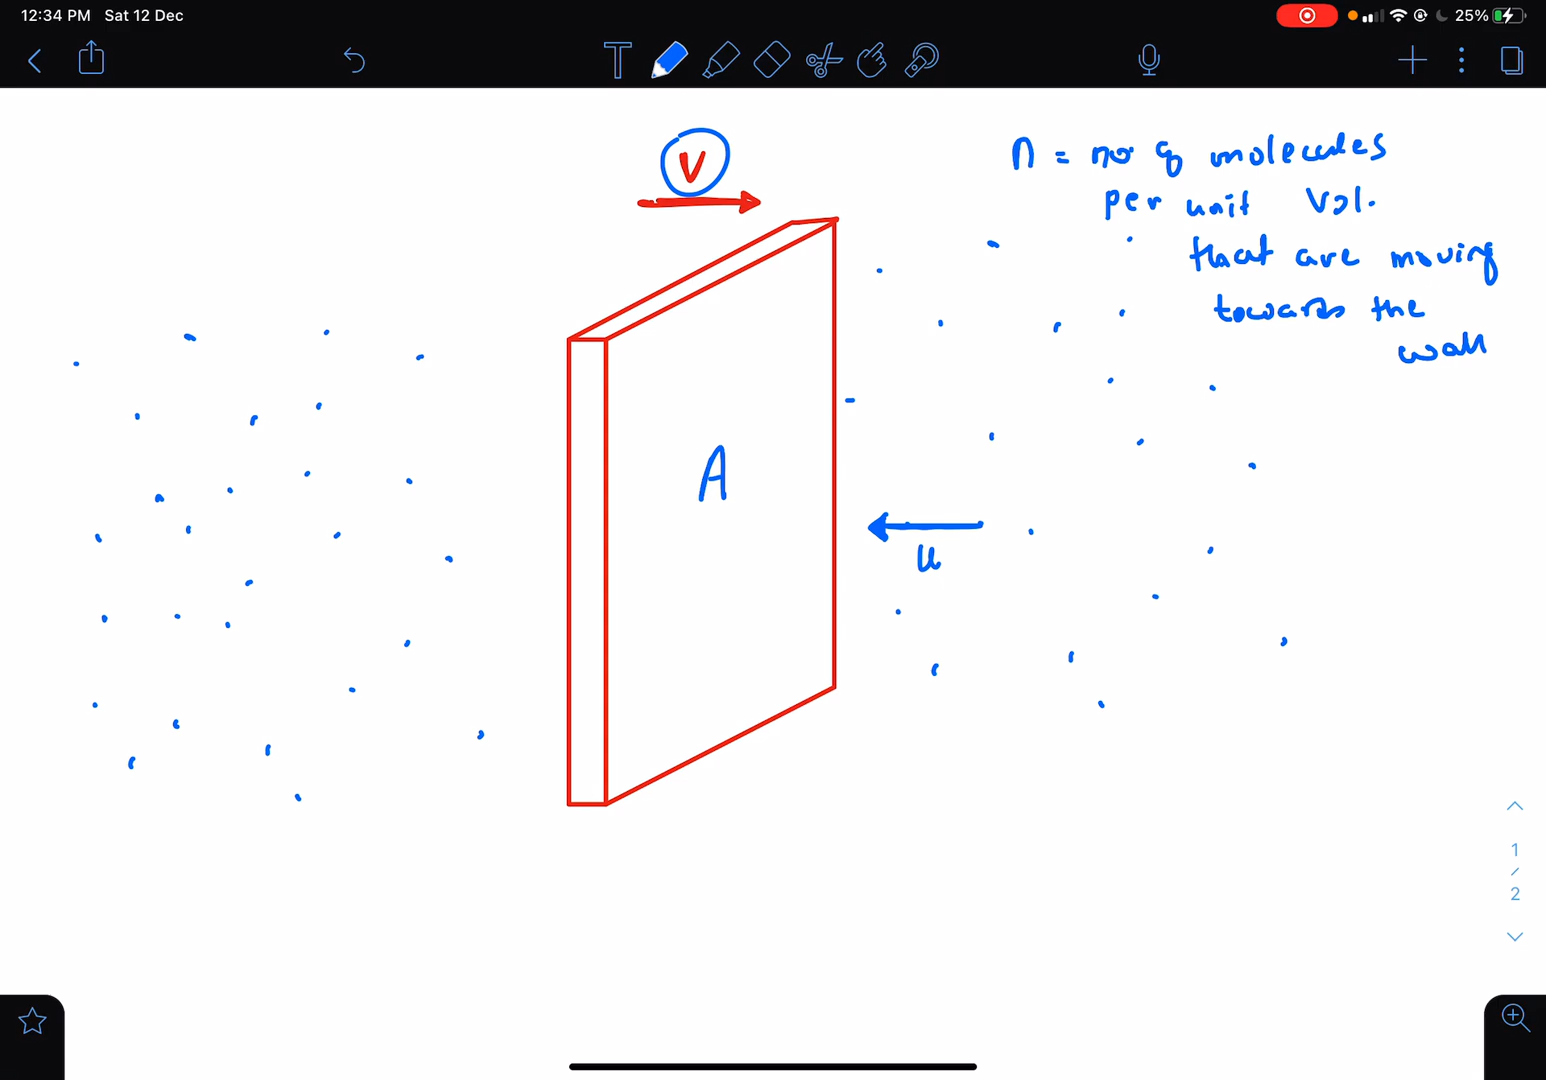 12:34 PM Sat 12 Dec
25%
T
V
n = no of molecules
per unit vol.
that are moving
towards the
wall
A
u
1
/
2